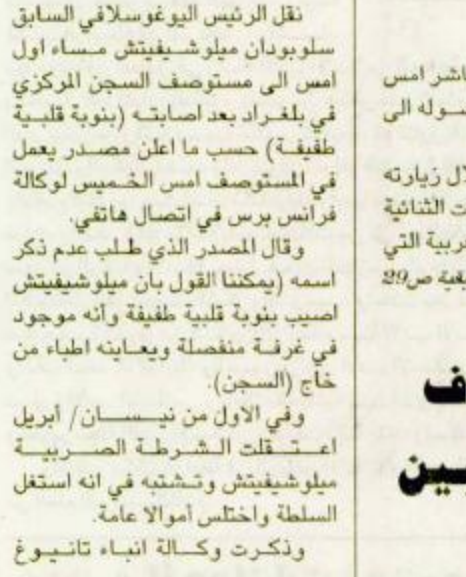 نقل الرئيس اليوغوسلافي السابق
سلوبودان ميلوشيفيتش مساء اول
امس الى مستوصف السجن المركزي
في بلغراد بعد اصابته (بنوبة قلبية
طفيفة) حسب ما اعلن مصدر يعمل
في المستوصف امس الخميس لوكالة
فرانس برس في اتصال هاتفي.
وقال المصدر الذي طلب عدم ذكر
اسمه (يمكننا القول بان ميلوشيفيتش
اصيب بنوبة قلبية طفيفة وأنه موجود
في غرفة منفصلة ويعاينه اطباء من
خاج (السجن).
وفي الاول من نيسان/ أبريل
اعتقلت الشرطة الصربية
ميلوشيفيتش وتشتبه في انه استغل
السلطة واختلس أموالا عامة.
وذكرت وكالة انباء تانيوغ
اشر امس
سوله الى
لال زيارته
ت الثنائية
ربية التي
ص29
ف
ين